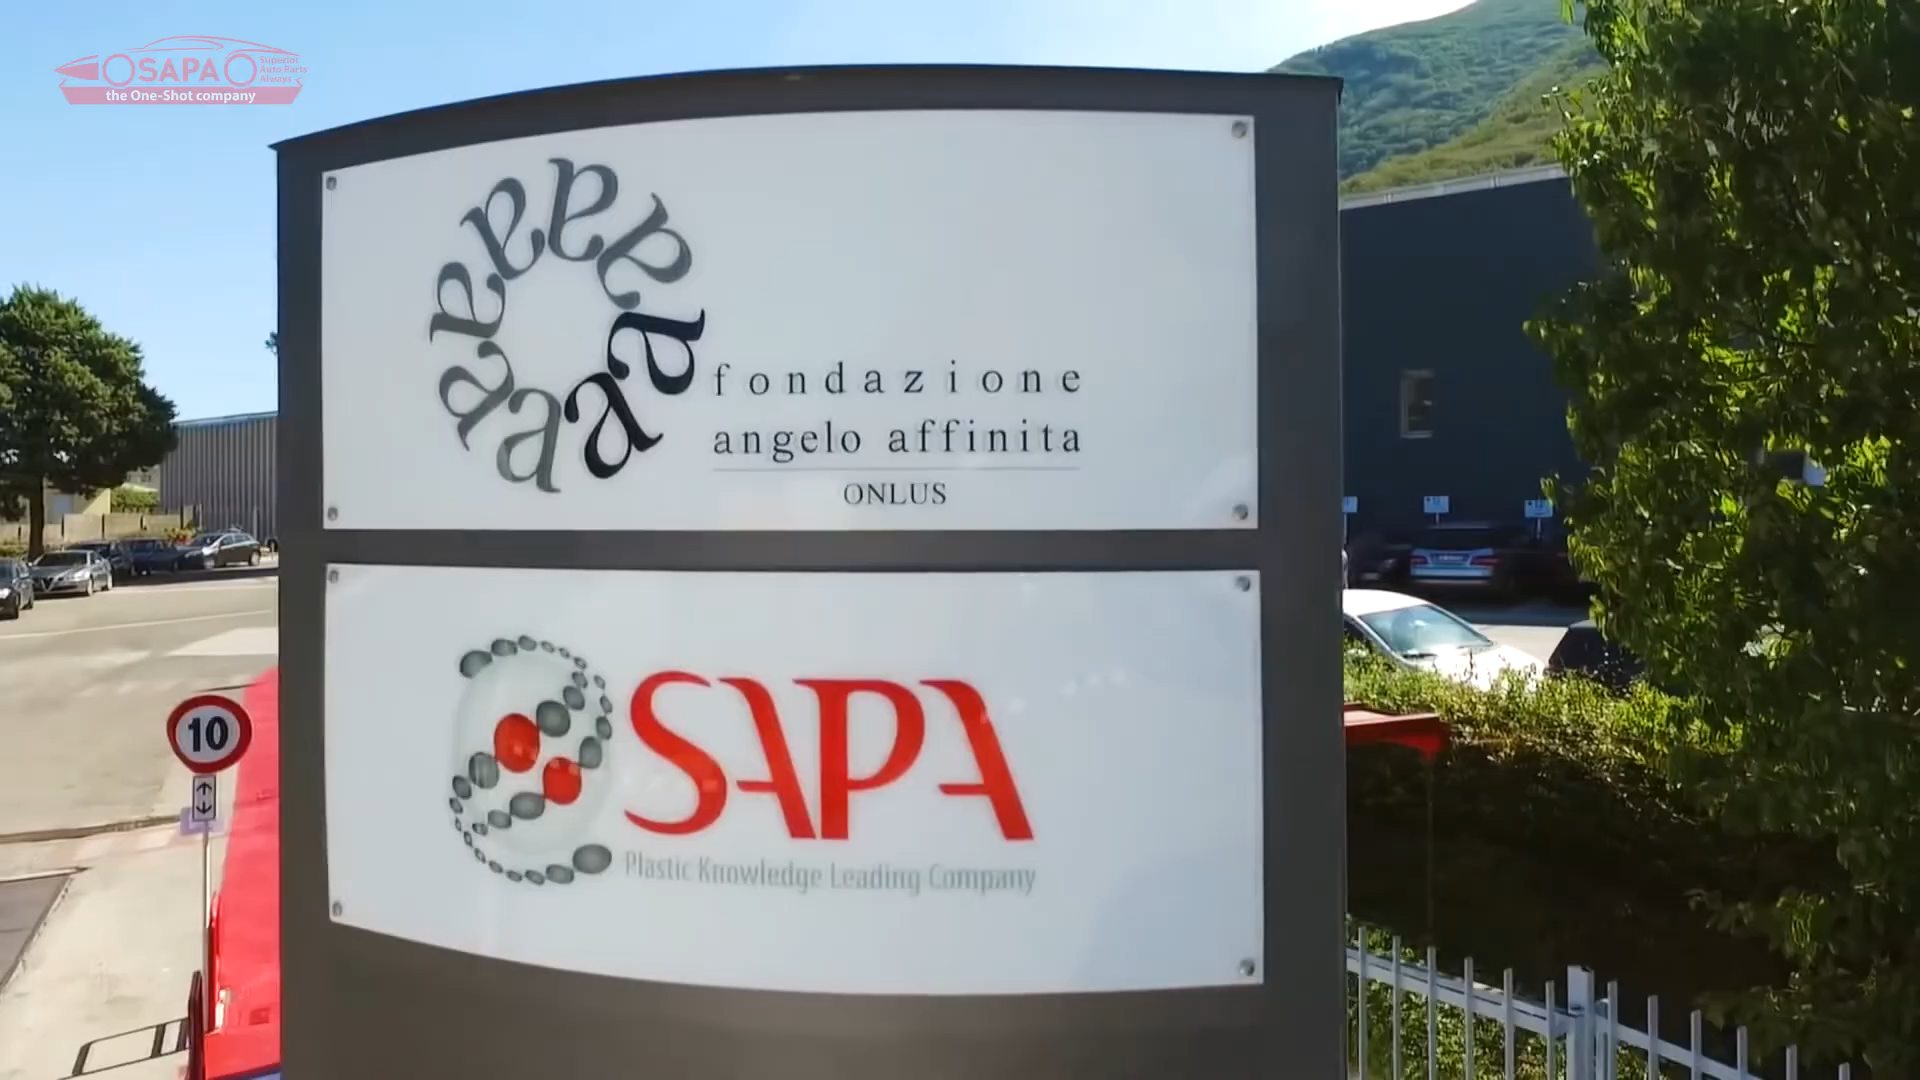 SAPA
Superior
Auto Parts
Always
the One-Shot company
fondazione
angelo affinita
ONLUS
SAPA
Plastic Knowledge Leading Company
10